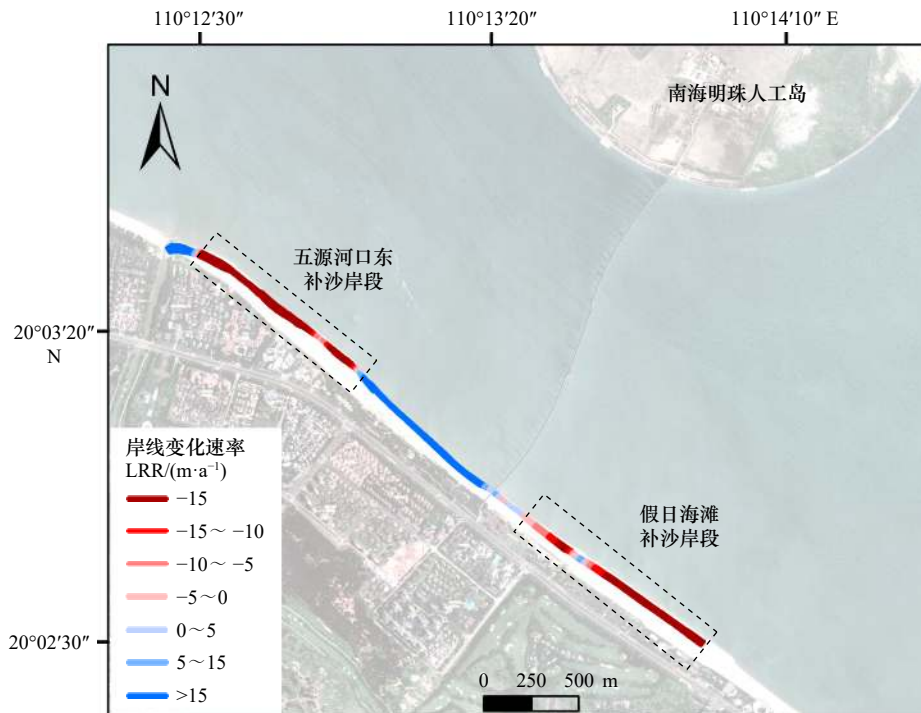 110°12′30″
110°13′20″
110°14′10″ E
N
南海明珠人工岛
五源河口东
补沙岸段
20°03′20″
N
岸线变化速率
LRR/(m·a⁻¹)
−15
−15～ −10
−10～ −5
−5～0
0～5
5～15
>15
假日海滩
补沙岸段
20°02′30″
0 250 500 m